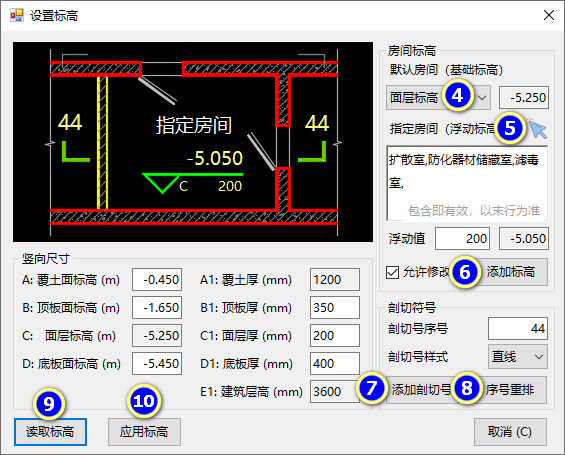 设置标高
44
指定房间
44
-5.050
C
200
房间标高
默认房间（基础标高）
面层标高
4
-5.250
指定房间（浮动标高
5
扩散室,防化器材储藏室,滤毒
室,
包含即有效，以末行为准
浮动值
200
-5.050
允许修改
6
添加标高
竖向尺寸
A: 覆土面标高 (m)
-0.450
A1: 覆土厚 (mm)
1200
B: 顶板面标高 (m)
-1.650
B1: 顶板厚 (mm)
350
C: 面层标高 (m)
-5.250
C1: 面层厚 (mm)
200
D: 底板面标高 (m)
-5.450
D1: 底板厚 (mm)
400
E1: 建筑层高 (mm)
3600
剖切符号
剖切号序号
44
剖切号样式
直线
7
添加剖切号
8
序号重排
9
读取标高
10
应用标高
取消 (C)